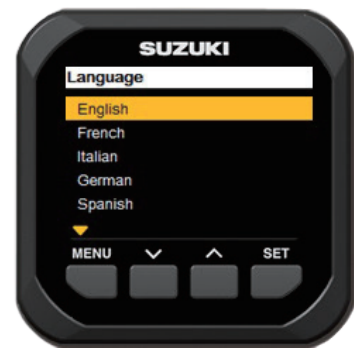 SUZUKI
Language
English
French
Italian
German
Spanish
MENU SET